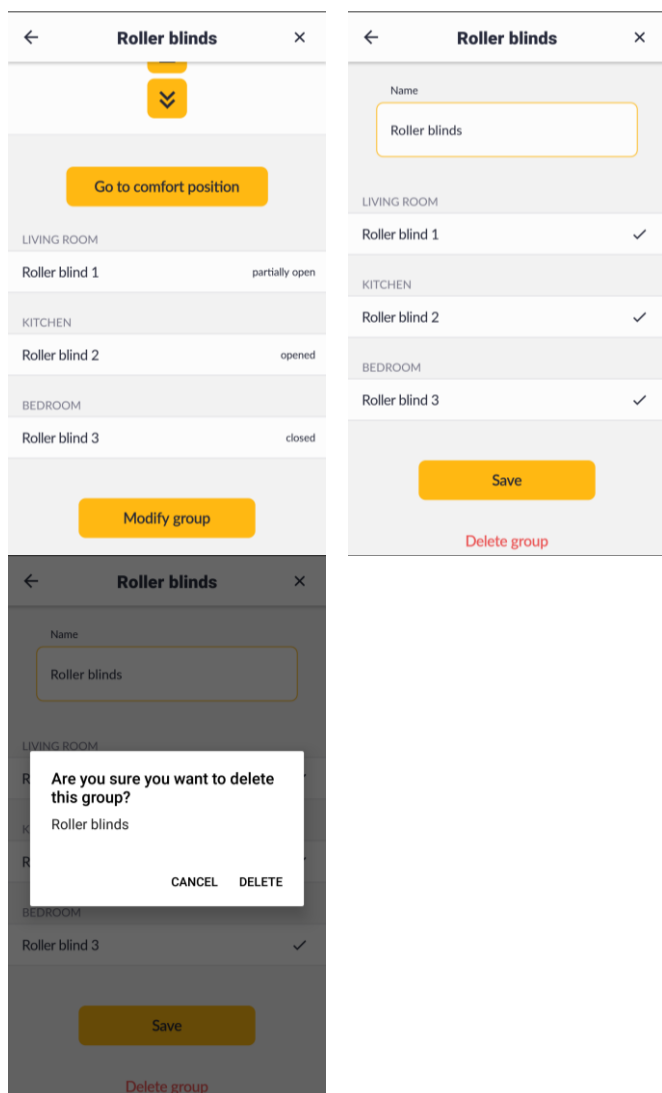 Roller blinds
Go to comfort position
LIVING ROOM
Roller blind 1 partially open
KITCHEN
Roller blind 2 opened
BEDROOM
Roller blind 3 closed
Modify group
Roller blinds
Name
Roller blinds
LIVING ROOM
Roller blind 1
KITCHEN
Roller blind 2
BEDROOM
Roller blind 3
Save
Delete group
Roller blinds
Name
Roller blinds
LIVING ROOM
R
Are you sure you want to delete
this group?
Roller blinds
K
R
CANCEL DELETE
BEDROOM
Roller blind 3
Save
Delete group